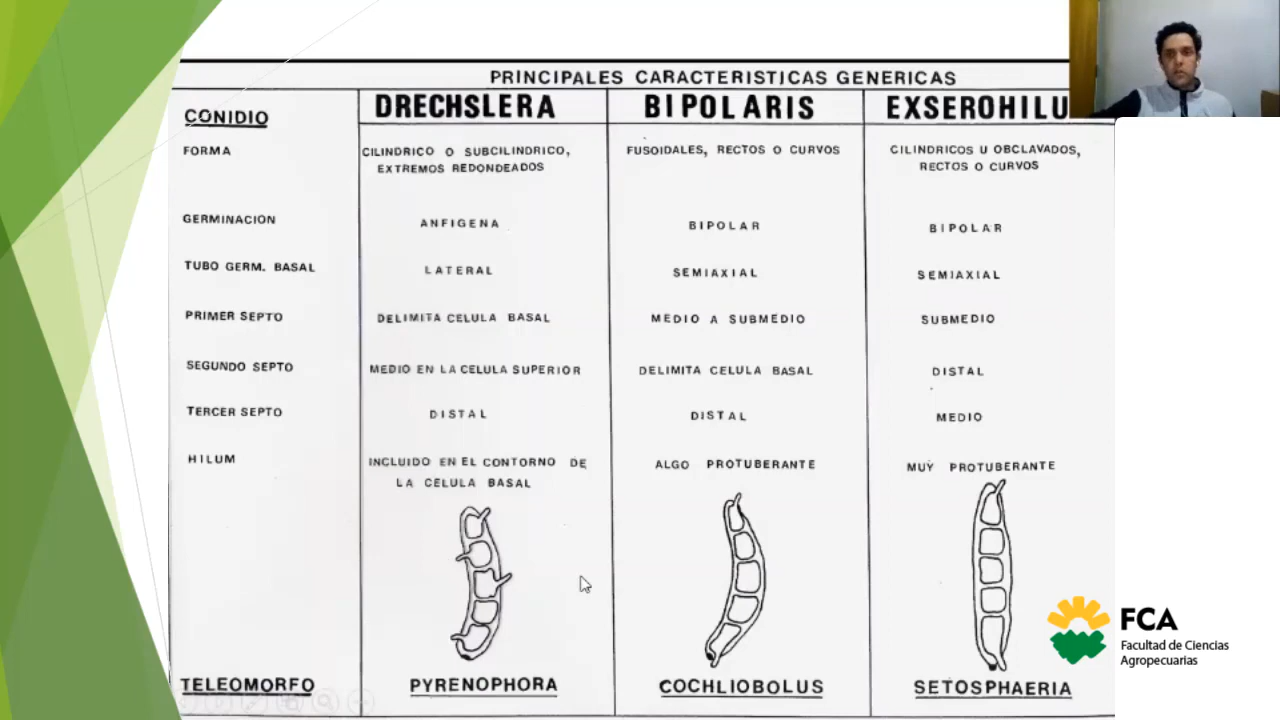 PRINCIPALES CARACTERISTICAS GENERICAS
CONIDIO DRECHSLERA BIPOLARIS EXSEROHILU
FORMA CILINDRICO O SUBCILINDRICO, FUSOIDALES, RECTOS O CURVOS CILINDRICOS U OBCLAVADOS,
EXTREMOS REDONDEADOS RECTOS O CURVOS
GERMINACION ANFIGENA BIPOLAR BIPOLAR
TUBO GERM. BASAL LATERAL SEMIAXIAL SEMIAXIAL
PRIMER SEPTO DELIMITA CELULA BASAL MEDIO A SUBMEDIO SUBMEDIO
SEGUNDO SEPTO MEDIO EN LA CELULA SUPERIOR DELIMITA CELULA BASAL DISTAL
TERCER SEPTO DISTAL DISTAL MEDIO
HILUM INCLUIDO EN EL CONTORNO DE ALGO PROTUBERANTE MUY PROTUBERANTE
LA CELULA BASAL
TELEOMORFO PYRENOPHORA COCHLIOBOLUS SETOSPHAERIA
FCA
Facultad de Ciencias
Agropecuarias